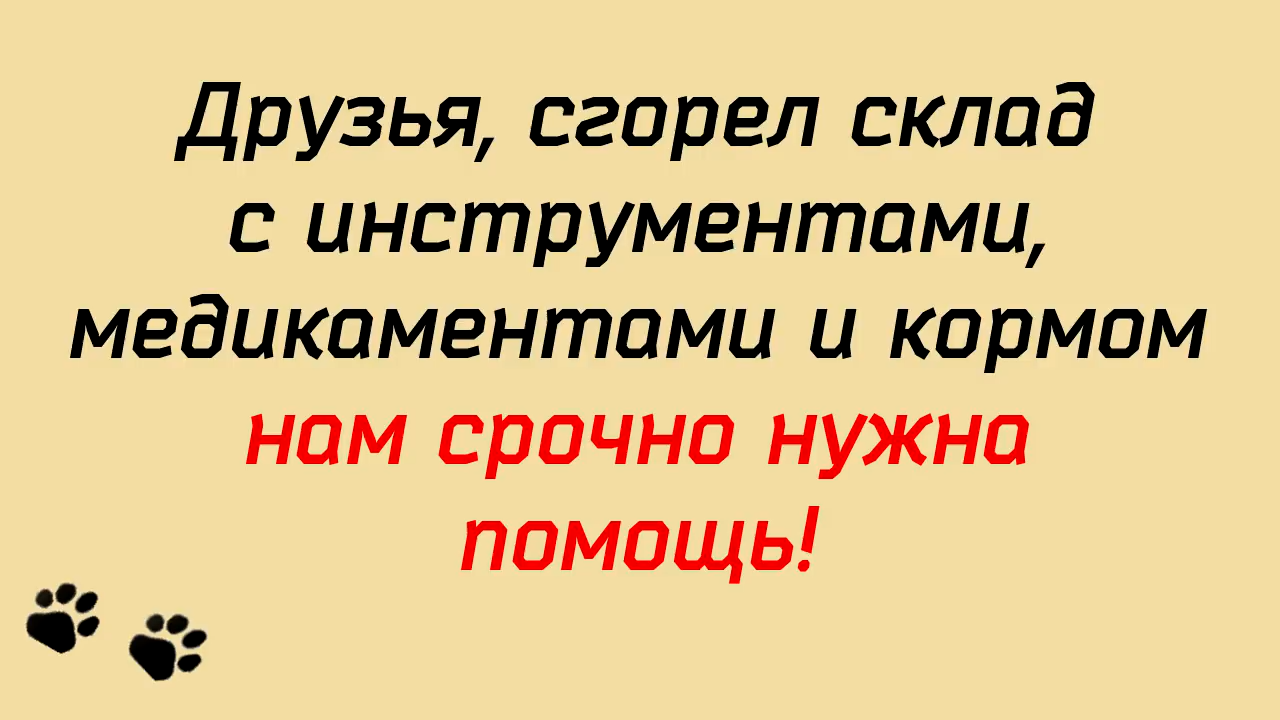 Друзья, сгорел склад
с инструментами,
медикаментами и кормом
нам срочно нужна
помощь!